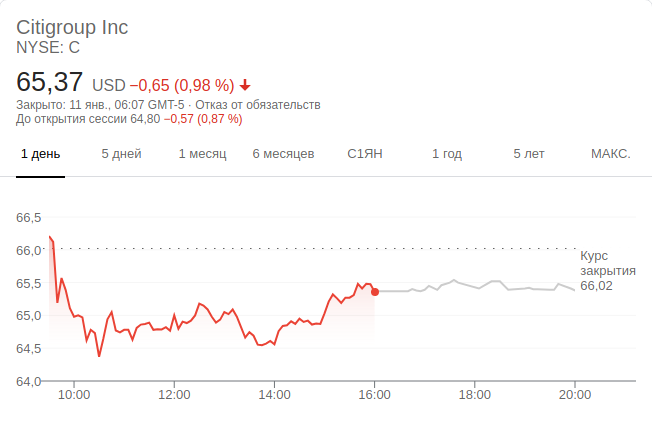 Citigroup Inc
NYSE: C
65,37 USD −0,65 (0,98 %)
Закрыто: 11 янв., 06:07 GMT-5 · Отказ от обязательств
До открытия сессии 64,80 −0,57 (0,87 %)
1 день 5 дней 1 месяц 6 месяцев С1ЯН 1 год 5 лет МАКС.
66,5
66,0
Курс
закрытия
66,02
65,5
65,0
64,5
64,0
10:00 12:00 14:00 16:00 18:00 20:00